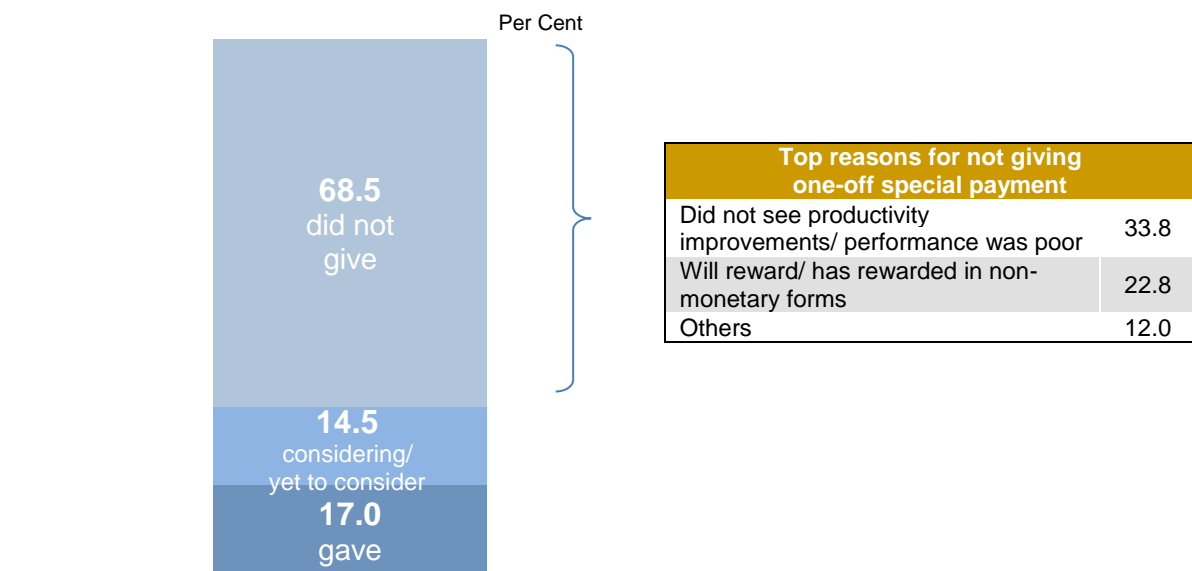 Per Cent
68.5
did not
give
14.5
considering/
yet to consider
17.0
gave
Top reasons for not giving
one-off special payment
Did not see productivity
improvements/ performance was poor 33.8
Will reward/ has rewarded in non-
monetary forms 22.8
Others 12.0